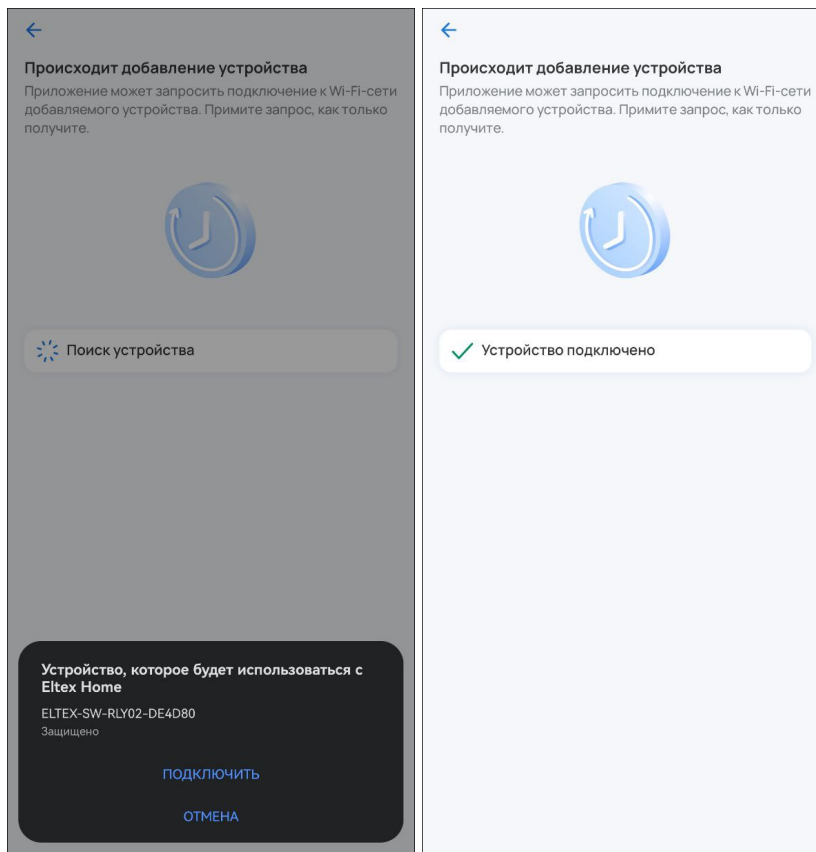 Происходит добавление устройства
Приложение может запросить подключение к Wi-Fi-сети
добавляемого устройства. Примите запрос, как только
получите.
Поиск устройства
Устройство, которое будет использоваться с
Eltex Home
ELTEX-SW-RLY02-DE4D80
Защищено
ПОДКЛЮЧИТЬ
ОТМЕНА
Происходит добавление устройства
Приложение может запросить подключение к Wi-Fi-сети
добавляемого устройства. Примите запрос, как только
получите.
Устройство подключено